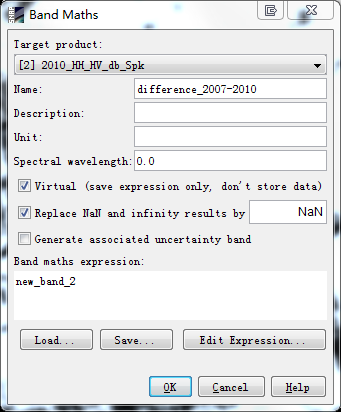 Band Maths
Target product:
[2] 2010_HH_HV_db_Spk
Name: difference_2007-2010
Description:
Unit:
Spectral wavelength: 0.0
Virtual (save expression only, don't store data)
Replace NaN and infinity results by NaN
Generate associated uncertainty band
Band maths expression:
new_band_2
Load... Save... Edit Expression...
OK Cancel Help